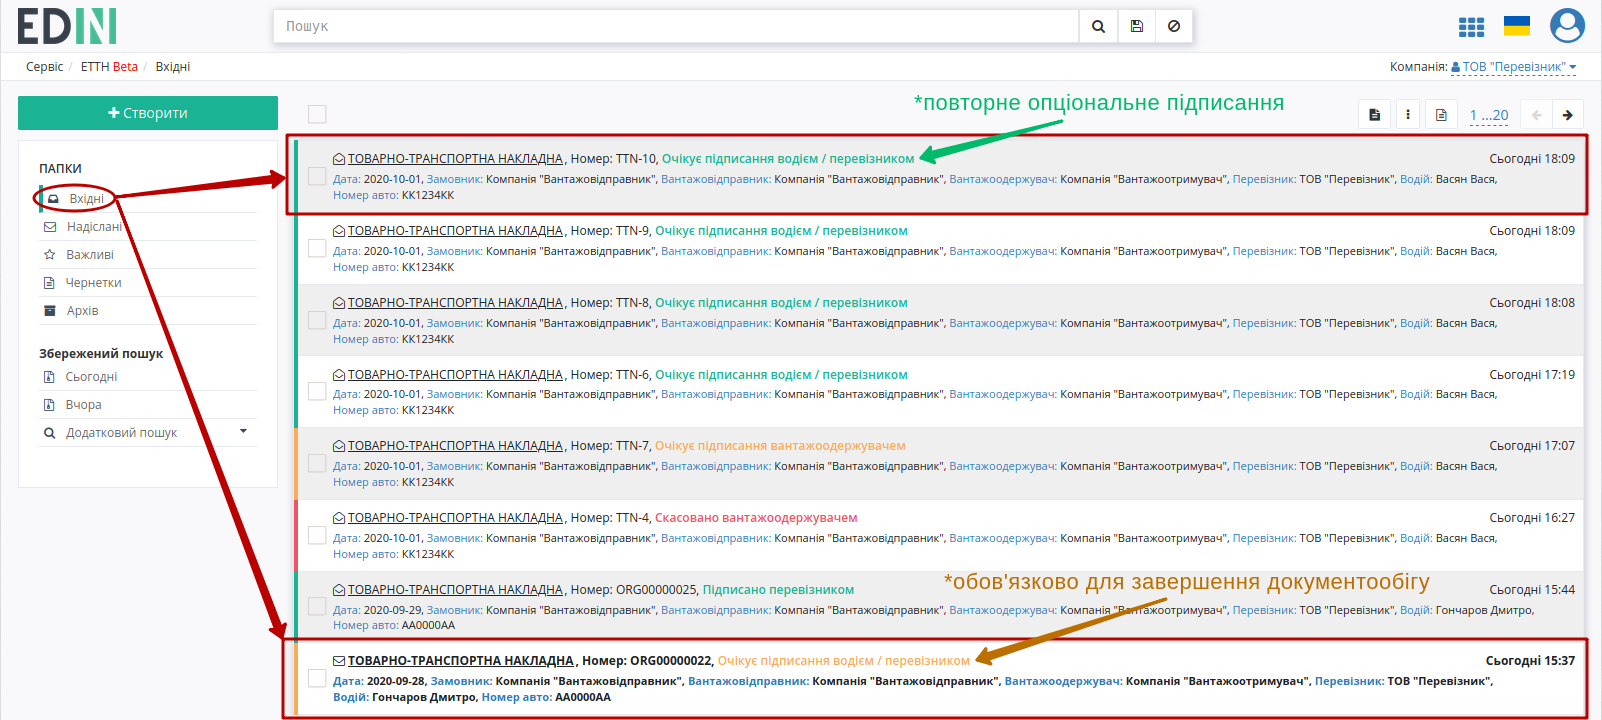 EDIN
Пошук
Сервіс / ЕТТН Beta / Вхідні
Компанія: ТОВ "Перевізник"
Створити
*повторне опціональне підписання
1 ...20
ПАПКИ
Вхідні
Надіслані
Важливі
Чернетки
Архів
Збережений пошук
Сьогодні
Вчора
Додатковий пошук
ТОВАРНО-ТРАНСПОРТНА НАКЛАДНА, Номер: TTN-10, Очікує підписання водієм / перевізником Сьогодні 18:09
Дата: 2020-10-01, Замовник: Компанія "Вантажовідправник", Вантажовідправник: Компанія "Вантажовідправник", Вантажоодержувач: Компанія "Вантажоотримувач", Перевізник: ТОВ "Перевізник", Водій: Васян Вася,
Номер авто: КК1234КК
ТОВАРНО-ТРАНСПОРТНА НАКЛАДНА, Номер: TTN-9, Очікує підписання водієм / перевізником Сьогодні 18:09
Дата: 2020-10-01, Замовник: Компанія "Вантажовідправник", Вантажовідправник: Компанія "Вантажовідправник", Вантажоодержувач: Компанія "Вантажоотримувач", Перевізник: ТОВ "Перевізник", Водій: Васян Вася,
Номер авто: КК1234КК
ТОВАРНО-ТРАНСПОРТНА НАКЛАДНА, Номер: TTN-8, Очікує підписання водієм / перевізником Сьогодні 18:08
Дата: 2020-10-01, Замовник: Компанія "Вантажовідправник", Вантажовідправник: Компанія "Вантажовідправник", Вантажоодержувач: Компанія "Вантажоотримувач", Перевізник: ТОВ "Перевізник", Водій: Васян Вася,
Номер авто: КК1234КК
ТОВАРНО-ТРАНСПОРТНА НАКЛАДНА, Номер: TTN-6, Очікує підписання водієм / перевізником Сьогодні 17:19
Дата: 2020-10-01, Замовник: Компанія "Вантажовідправник", Вантажовідправник: Компанія "Вантажовідправник", Вантажоодержувач: Компанія "Вантажоотримувач", Перевізник: ТОВ "Перевізник", Водій: Васян Вася,
Номер авто: КК1234КК
ТОВАРНО-ТРАНСПОРТНА НАКЛАДНА, Номер: TTN-7, Очікує підписання вантажоодержувачем Сьогодні 17:07
Дата: 2020-10-01, Замовник: Компанія "Вантажовідправник", Вантажовідправник: Компанія "Вантажовідправник", Вантажоодержувач: Компанія "Вантажоотримувач", Перевізник: ТОВ "Перевізник", Водій: Васян Вася,
Номер авто: КК1234КК
ТОВАРНО-ТРАНСПОРТНА НАКЛАДНА, Номер: TTN-4, Скасовано вантажоодержувачем Сьогодні 16:27
Дата: 2020-10-01, Замовник: Компанія "Вантажовідправник", Вантажовідправник: Компанія "Вантажовідправник", Вантажоодержувач: Компанія "Вантажоотримувач", Перевізник: ТОВ "Перевізник", Водій: Васян Вася,
Номер авто: КК1234КК
*обов'язково для завершення документообігу
ТОВАРНО-ТРАНСПОРТНА НАКЛАДНА, Номер: ORG00000025, Підписано перевізником Сьогодні 15:44
Дата: 2020-09-29, Замовник: Компанія "Вантажовідправник", Вантажовідправник: Компанія "Вантажовідправник", Вантажоодержувач: Компанія "Вантажоотримувач", Перевізник: ТОВ "Перевізник", Водій: Гончаров Дмитро,
Номер авто: АА0000АА
ТОВАРНО-ТРАНСПОРТНА НАКЛАДНА, Номер: ORG00000022, Очікує підписання водієм / перевізником Сьогодні 15:37
Дата: 2020-09-28, Замовник: Компанія "Вантажовідправник", Вантажовідправник: Компанія "Вантажовідправник", Вантажоодержувач: Компанія "Вантажоотримувач", Перевізник: ТОВ "Перевізник",
Водій: Гончаров Дмитро, Номер авто: АА0000АА